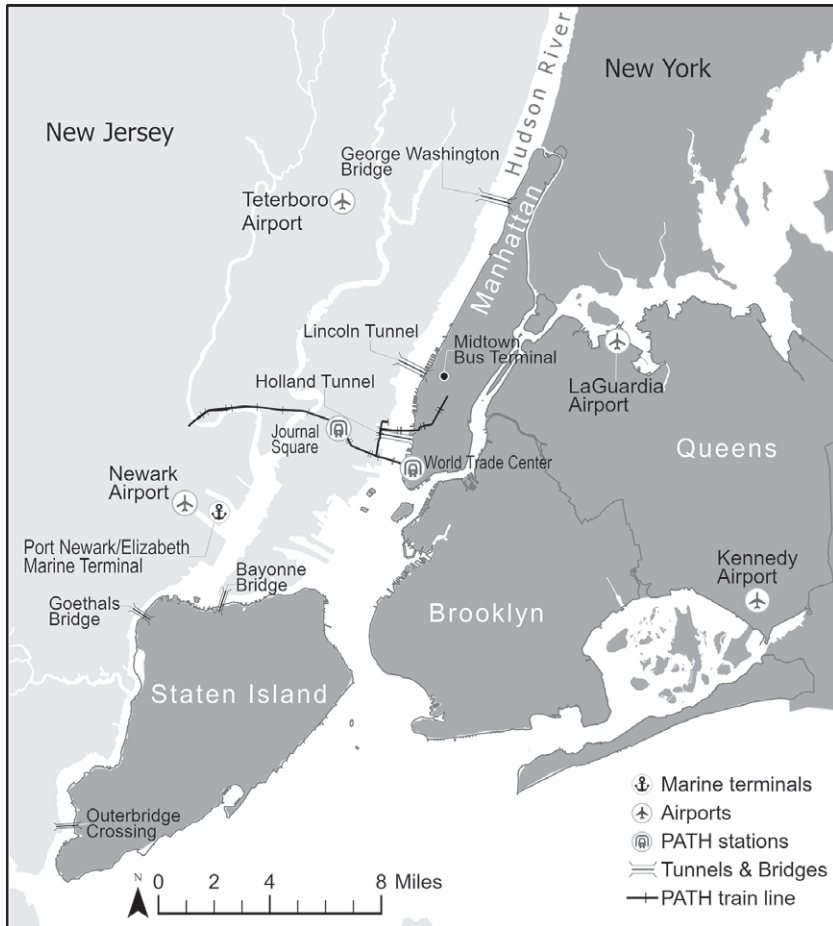 New York
New Jersey
Hudson River
George Washington
Bridge
Teterboro
Airport
Manhattan
Lincoln Tunnel
Midtown
Bus Terminal
Holland Tunnel
LaGuardia
Airport
Journal
Square
World Trade Center
Queens
Newark
Airport
Port Newark/Elizabeth
Marine Terminal
Bayonne
Bridge
Kennedy
Airport
Goethals
Bridge
Brooklyn
Staten Island
Outerbridge
Crossing
Marine terminals
Airports
PATH stations
Tunnels & Bridges
PATH train line
N
0 2 4 8 Miles